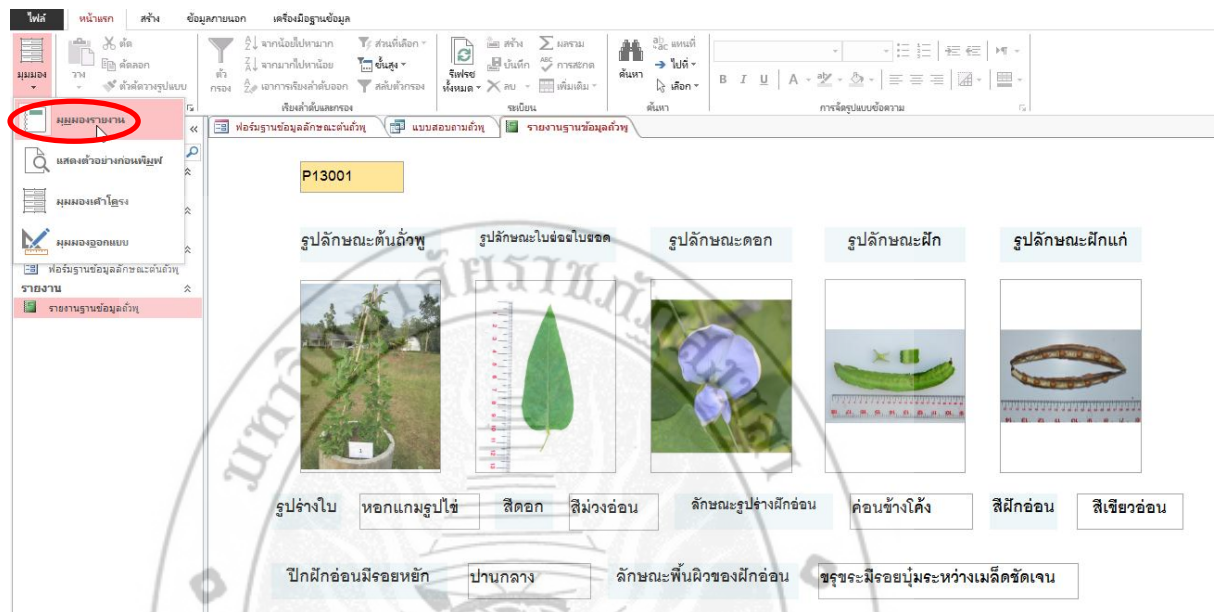 ไฟล์ หน้าแรก สร้าง ข้อมูลภายนอก เครื่องมือฐานข้อมูล
มุมมอง
วาง
ตัด
คัดลอก
ตัวคัดวางรูปแบบ
ตัวกรอง
จากน้อยไปหามาก
จากมากไปหาน้อย
เอาการเรียงลำดับออก
ส่วนที่เลือก
ขั้นสูง
สลับตัวกรอง
เรียงลำดับและกรอง
รีเฟรชทั้งหมด
สร้าง
บันทึก
ลบ
ผลรวม
การสะกด
เพิ่มเติม
ระเบียน
ค้นหา
แทนที่
ไปที่
เลือก
ค้นหา
B I U A
การจัดรูปแบบข้อความ
มุมมองรายงาน
แสดงตัวอย่างก่อนพิมพ์
มุมมองเค้าโครง
มุมมองออกแบบ
ฟอร์มฐานข้อมูลลักษณะต้นถั่วพู
รายงาน
รายงานฐานข้อมูลถั่วพู
ฟอร์มฐานข้อมูลลักษณะต้นถั่วพู แบบสอบถามถั่วพู รายงานฐานข้อมูลถั่วพู
P13001
รูปลักษณะต้นถั่วพู รูปลักษณะใบย่อยใบยอด รูปลักษณะดอก รูปลักษณะฝัก รูปลักษณะฝักแก่
รูปร่างใบ หอกแกมรูปไข่ สีดอก สีม่วงอ่อน ลักษณะรูปร่างฝักอ่อน ค่อนข้างโค้ง สีฝักอ่อน สีเขียวอ่อน
ปีกฝักอ่อนมีรอยหยัก ปานกลาง ลักษณะพื้นผิวของฝักอ่อน ขรุขระมีรอยปุ่มระหว่างเมล็ดชัดเจน